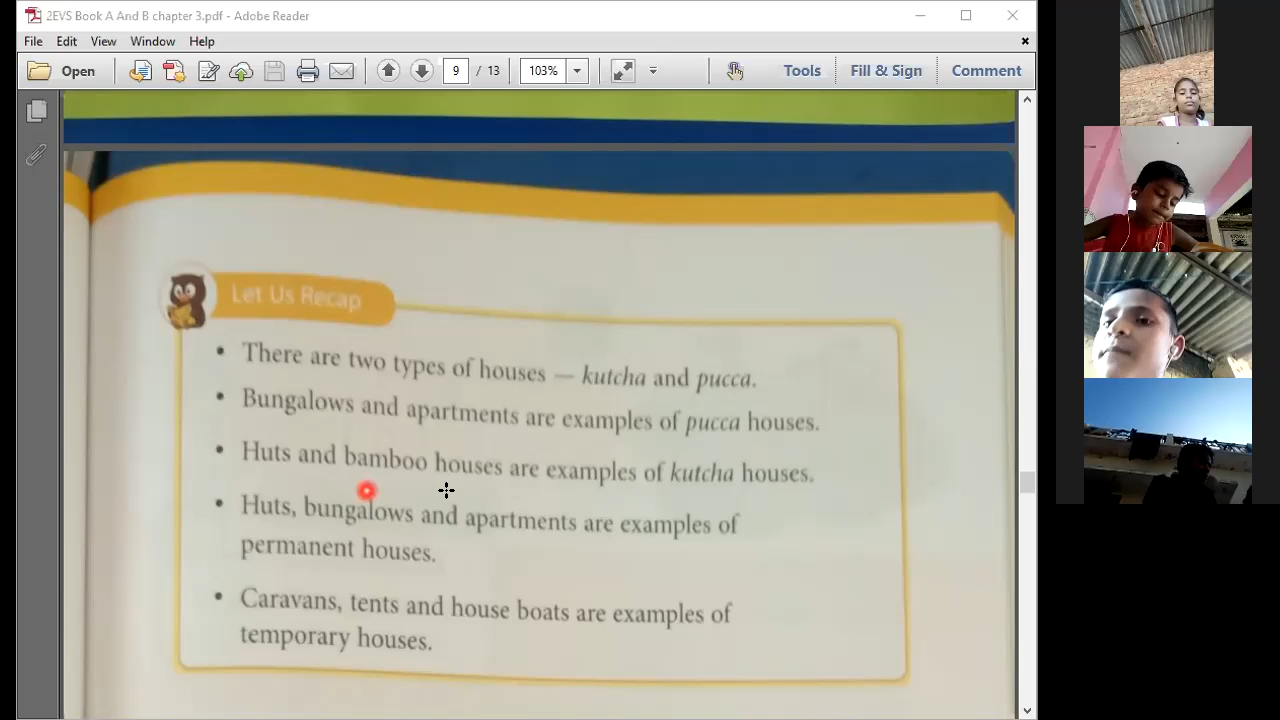 2EVS Book A And B chapter 3.pdf - Adobe Reader
File Edit View Window Help
Open 9 / 13 103% Tools Fill & Sign Comment
Let Us Recap
• There are two types of houses — kutcha and pucca.
• Bungalows and apartments are examples of pucca houses.
• Huts and bamboo houses are examples of kutcha houses.
• Huts, bungalows and apartments are examples of
permanent houses.
• Caravans, tents and house boats are examples of
temporary houses.